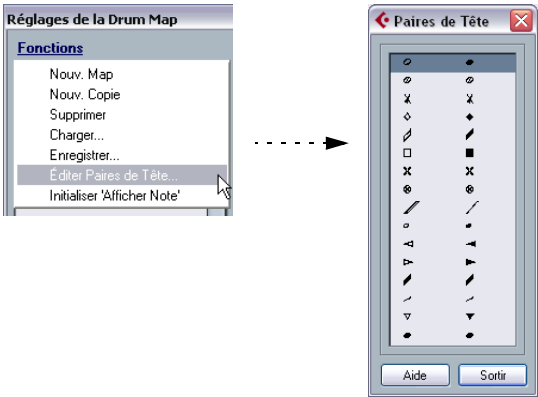 Réglages de la Drum Map
Fonctions
Nouv. Map
Nouv. Copie
Supprimer
Charger...
Enregistrer...
Éditer Paires de Tête...
Initialiser 'Afficher Note'
Paires de Tête
Aide
Sortir